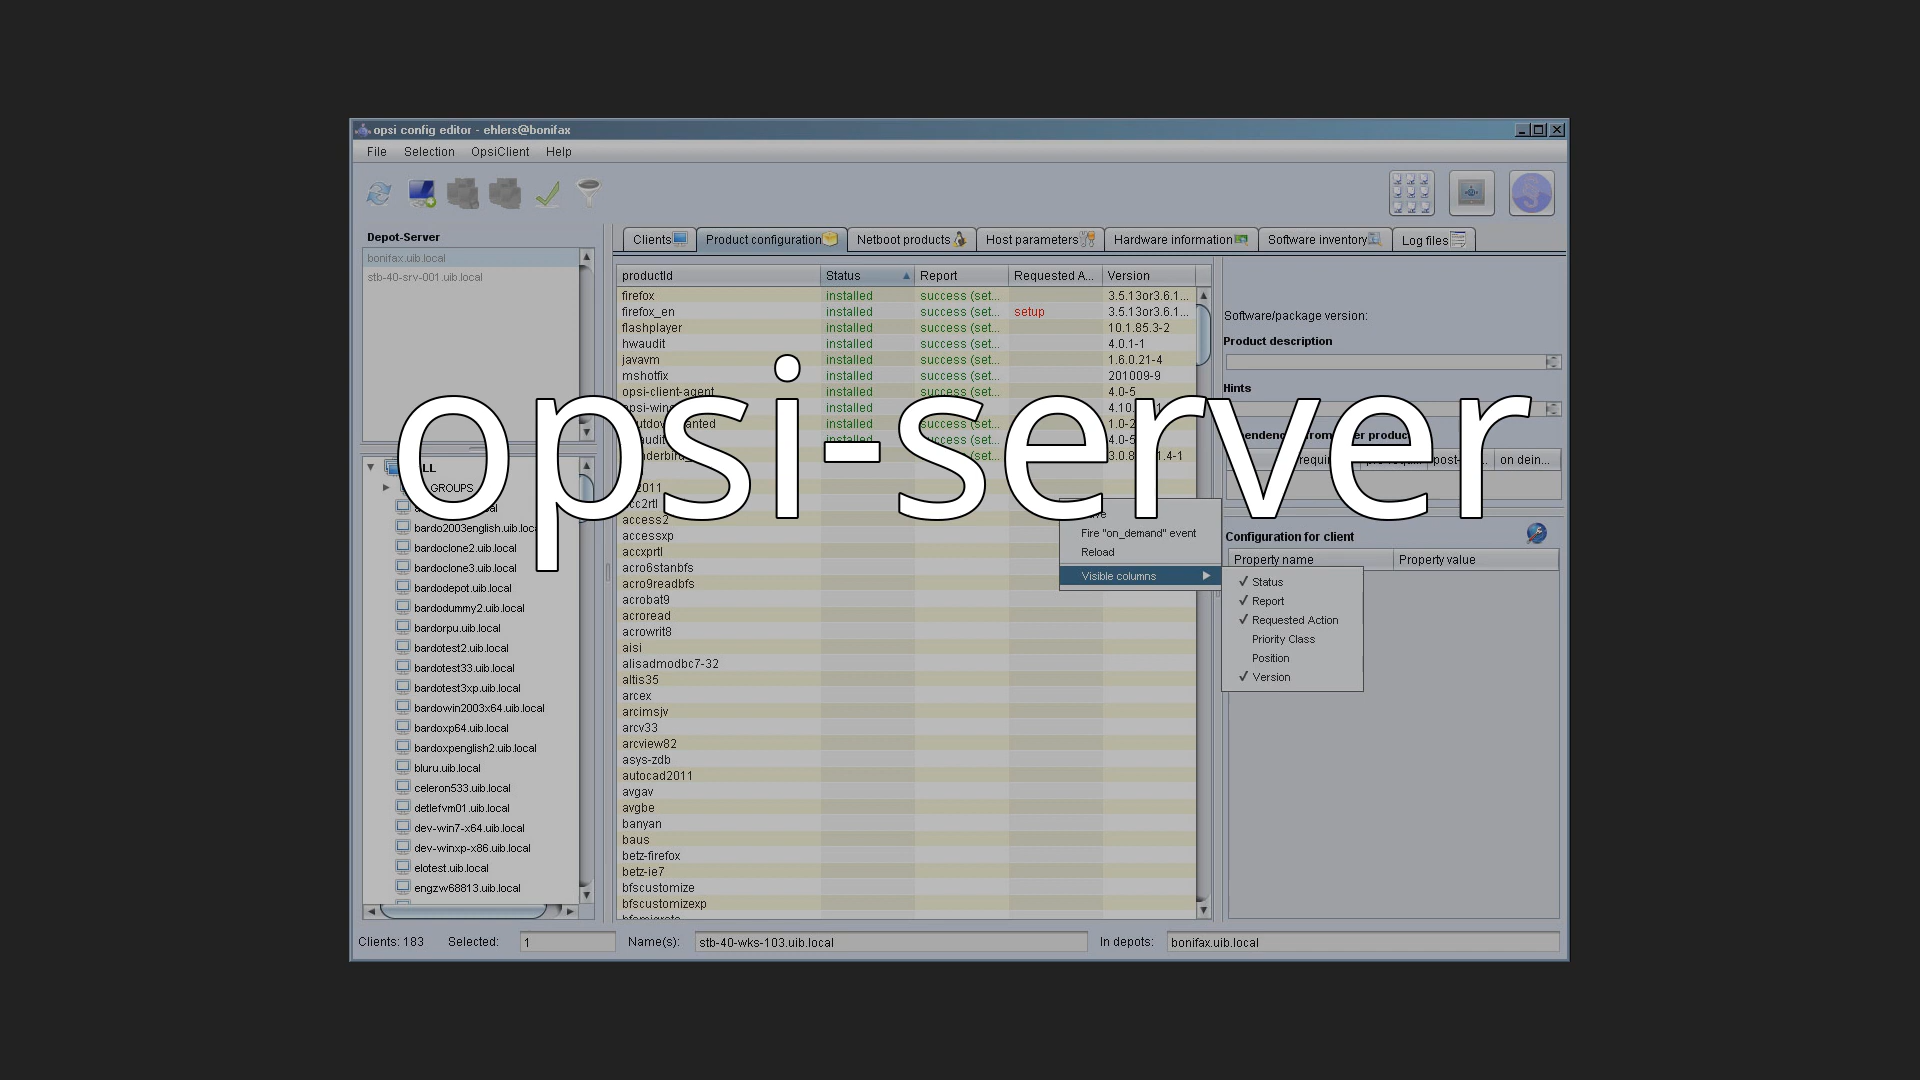 opsi config editor - ehlers@bonifax
File Selection OpsiClient Help
Depot-Server
bonifax.uib.local
stb-40-srv-001.uib.local
Clients Product configuration Netboot products Host parameters Hardware information Software inventory Log files
productId Status Report Requested A... Version
firefox installed success (set... 3.5.13or3.6.1...
firefox_en installed success (set... setup 3.5.13or3.6.1...
flashplayer installed success (set... 10.1.85.3-2
hwaudit installed success (set... 4.0.1-1
javavm installed success (set... 1.6.0.21-4
mshotfix installed success (set... 201009-9
opsi-client-agent installed success (set... 4.0-5
installed
installed success (set...
installed success (set... 4.0-5
opsi-server
access2
accessxp
accxprtl
acro6stanbfs
acro9readbfs
acrobat9
acroread
acrowrit8
aisi
alisadmodbc7-32
altis35
arcex
arcimsjv
arcv33
arcview82
asys-zdb
autocad2011
avgav
avgbe
banyan
baus
betz-firefox
betz-ie7
bfscustomize
bfscustomizexp
Software/package version:
Product description
Hints
on dein...
Configuration for client
Property name Property value
Fire "on_demand" event
Reload
Visible columns
Status
Report
Requested Action
Priority Class
Position
Version
GROUPS
bardo2003english.uib.loc
bardoclone2.uib.local
bardoclone3.uib.local
bardodepot.uib.local
bardodummy2.uib.local
bardorpu.uib.local
bardotest2.uib.local
bardotest33.uib.local
bardotest3xp.uib.local
bardowin2003x64.uib.local
bardoxp64.uib.local
bardoxpenglish2.uib.local
bluru.uib.local
celeron533.uib.local
detlefvm01.uib.local
dev-win7-x64.uib.local
dev-winxp-x86.uib.local
elotest.uib.local
engzw68813.uib.local
Clients: 183 Selected: 1 Name(s): stb-40-wks-103.uib.local In depots: bonifax.uib.local